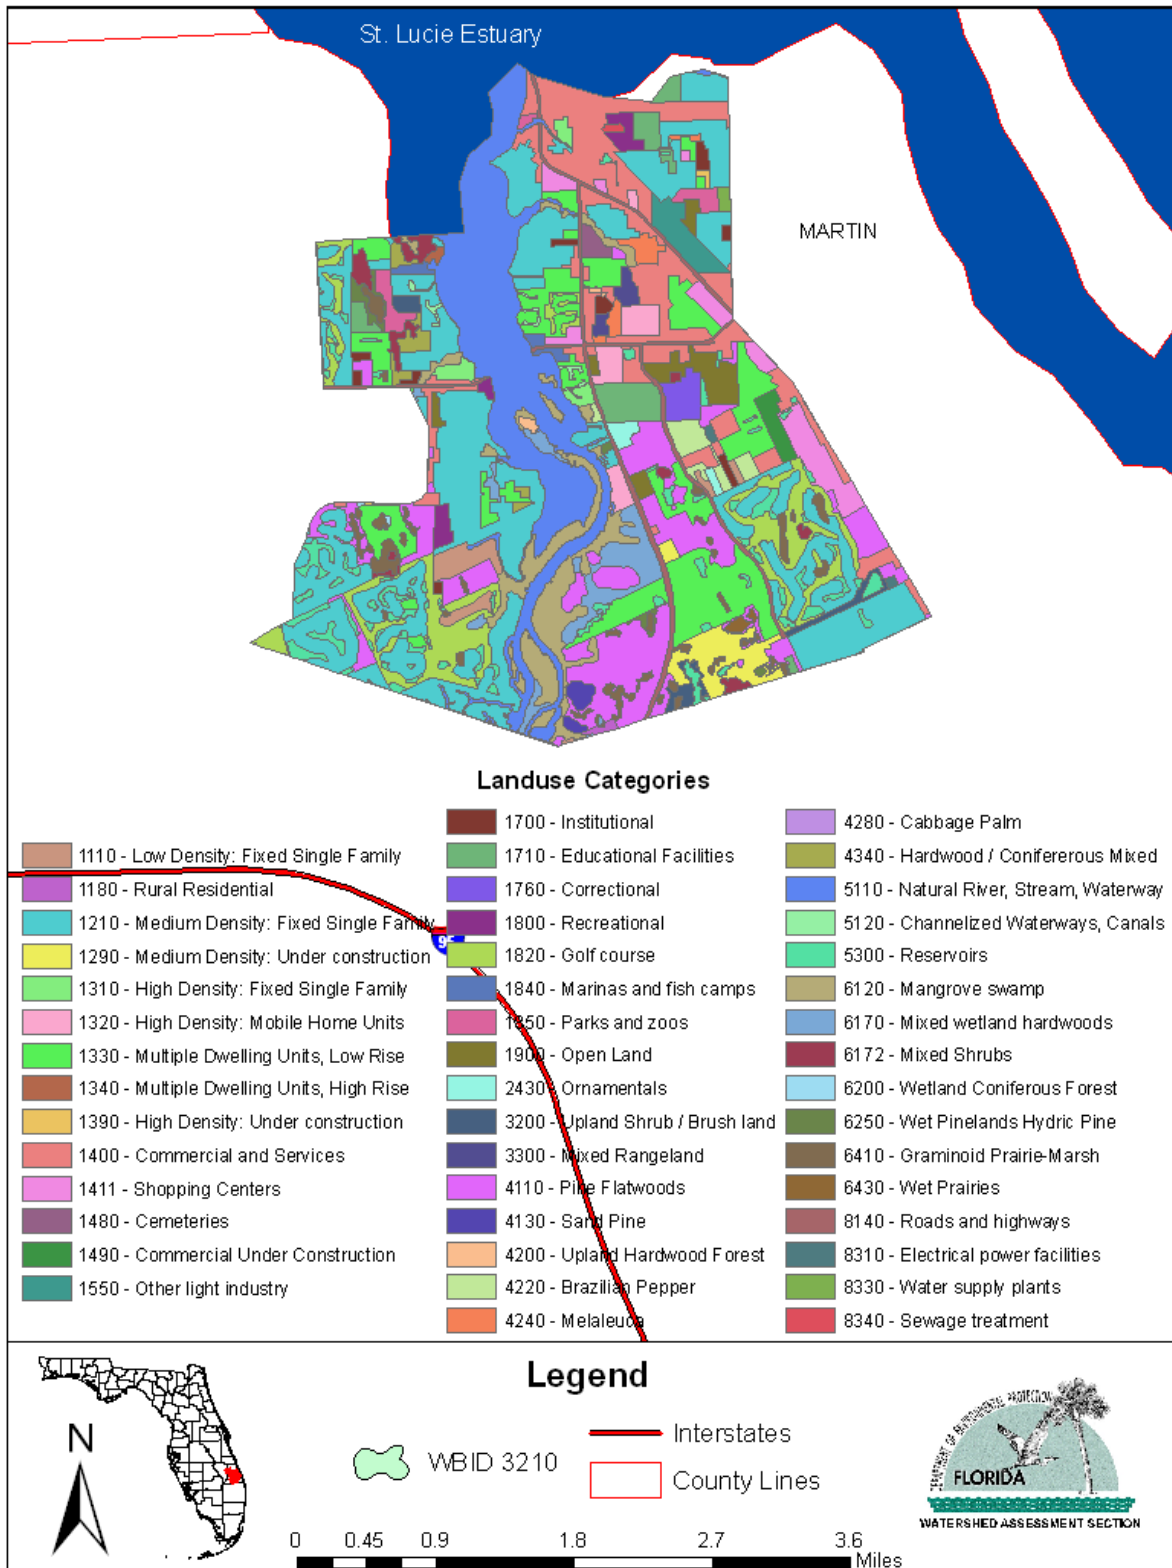 St. Lucie Estuary
MARTIN
Landuse Categories
1110 - Low Density: Fixed Single Family
1180 - Rural Residential
1210 - Medium Density: Fixed Single Family
1290 - Medium Density: Under construction
1310 - High Density: Fixed Single Family
1320 - High Density: Mobile Home Units
1330 - Multiple Dwelling Units, Low Rise
1340 - Multiple Dwelling Units, High Rise
1390 - High Density: Under construction
1400 - Commercial and Services
1411 - Shopping Centers
1480 - Cemeteries
1490 - Commercial Under Construction
1550 - Other light industry
1700 - Institutional
1710 - Educational Facilities
1760 - Correctional
1800 - Recreational
1820 - Golf course
1840 - Marinas and fish camps
1850 - Parks and zoos
1900 - Open Land
2430 - Ornamentals
3200 - Upland Shrub / Brush land
3300 - Mixed Rangeland
4110 - Pine Flatwoods
4130 - Sand Pine
4200 - Upland Hardwood Forest
4220 - Brazilian Pepper
4240 - Melaleuca
4280 - Cabbage Palm
4340 - Hardwood / Conifererous Mixed
5110 - Natural River, Stream, Waterway
5120 - Channelized Waterways, Canals
5300 - Reservoirs
6120 - Mangrove swamp
6170 - Mixed wetland hardwoods
6172 - Mixed Shrubs
6200 - Wetland Coniferous Forest
6250 - Wet Pinelands Hydric Pine
6410 - Graminoid Prairie-Marsh
6430 - Wet Prairies
8140 - Roads and highways
8310 - Electrical power facilities
8330 - Water supply plants
8340 - Sewage treatment
Legend
N
WBID 3210
Interstates
County Lines
0 0.45 0.9 1.8 2.7 3.6
Miles
DEPARTMENT OF ENVIRONMENTAL PROTECTION
FLORIDA
WATERSHED ASSESSMENT SECTION